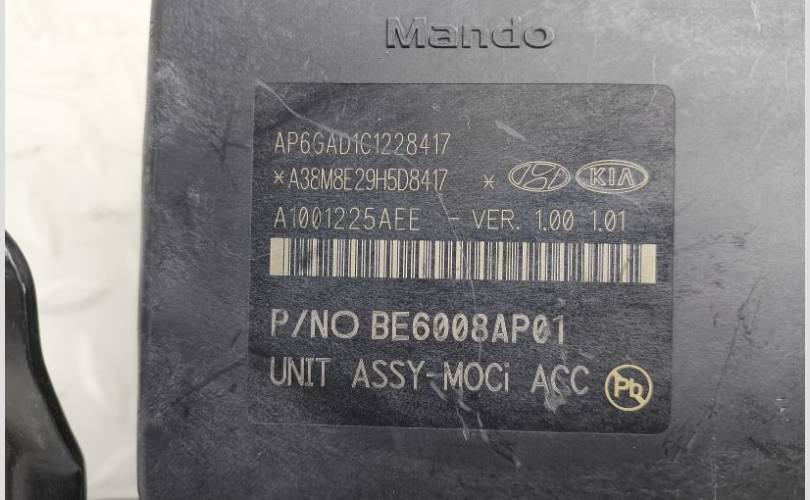 Mando
AP6GAD1C1228417
*A38M8E29H5D8417 * H KIA
A1001225AEE - VER. 1.00 1.01
P/NO BE6008AP01
UNIT ASSY-MOCi ACC Pb